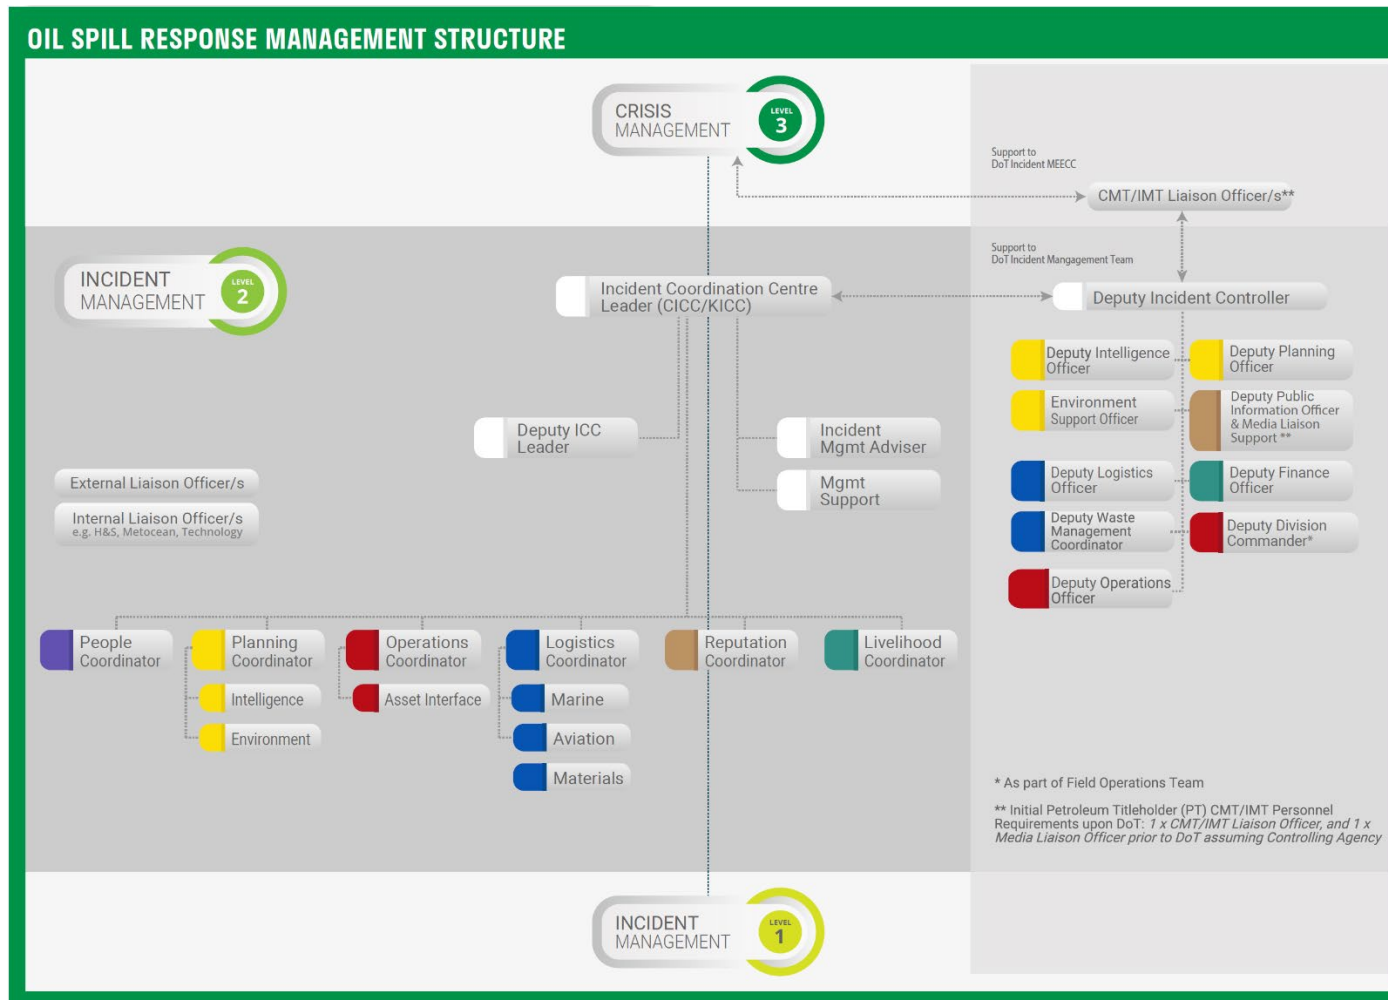 OIL SPILL RESPONSE MANAGEMENT STRUCTURE
CRISIS
MANAGEMENT
LEVEL
3
Support to
DoT Incident MEECC
CMT/IMT Liaison Officer/s**
INCIDENT
MANAGEMENT
LEVEL
2
Incident Coordination Centre
Leader (CICC/KICC)
Support to
DoT Incident Mangagement Team
Deputy Incident Controller
Deputy Intelligence
Officer
Deputy Planning
Officer
Environment
Support Officer
Deputy Public
Information Officer
& Media Liaison
Support **
Deputy ICC
Leader
Incident
Mgmt Adviser
Mgmt
Support
Deputy Logistics
Officer
Deputy Finance
Officer
Deputy Waste
Management
Coordinator
Deputy Division
Commander*
Deputy Operations
Officer
External Liaison Officer/s
Internal Liaison Officer/s
e.g. H&S, Metocean, Technology
People
Coordinator
Planning
Coordinator
Operations
Coordinator
Logistics
Coordinator
Reputation
Coordinator
Livelihood
Coordinator
Intelligence
Asset Interface
Marine
Environment
Aviation
Materials
* As part of Field Operations Team
** Initial Petroleum Titleholder (PT) CMT/IMT Personnel
Requirements upon DoT: 1 x CMT/IMT Liaison Officer, and 1 x
Media Liaison Officer prior to DoT assuming Controlling Agency
INCIDENT
MANAGEMENT
LEVEL
1